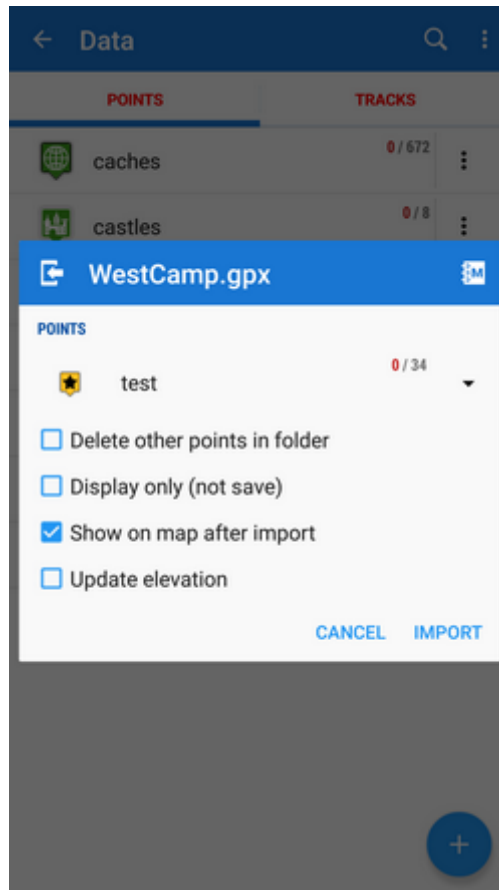 Data
POINTS TRACKS
caches 0 / 672
castles 0 / 8
WestCamp.gpx
POINTS
test 0 / 34
Delete other points in folder
Display only (not save)
Show on map after import
Update elevation
CANCEL IMPORT